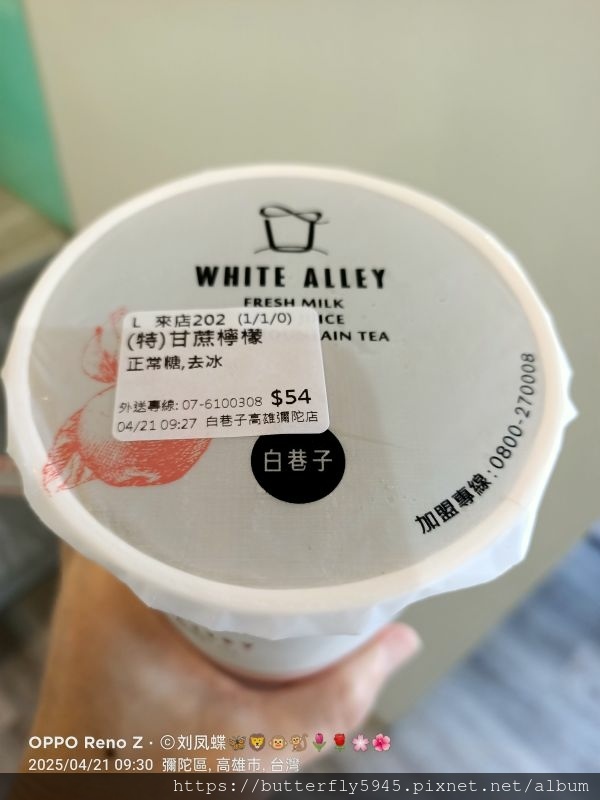 WHITE ALLEY
FRESH MILK
JUICE
AIN TEA
L 來店202 (1/1/0)
(特)甘蔗檸檬
正常糖,去冰
外送專線: 07-6100308 $54
04/21 09:27 白巷子高雄彌陀店
白巷子
加盟專線:0800-270008
OPPO Reno Z · ©刘凤蝶🦋🦁🐵🐒🌷🌹🌸🌺
2025/04/21 09:30 彌陀區, 高雄市, 台灣
https://butterfly5945.pixnet.net/album